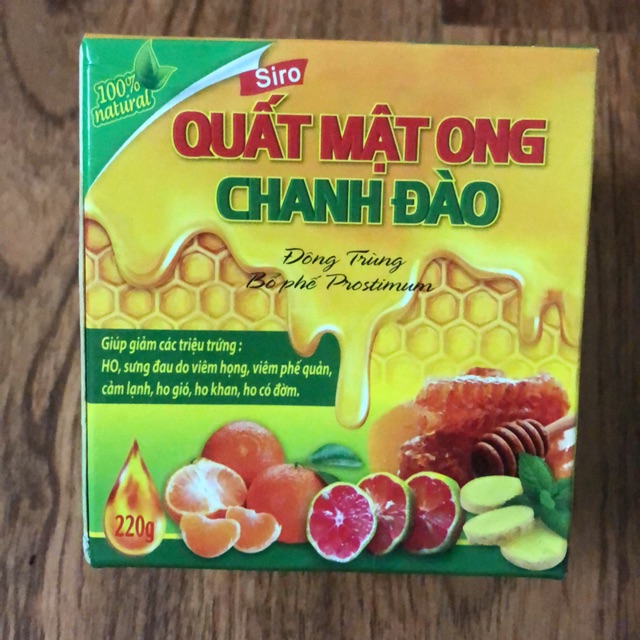 100%
natural
Siro
QUẤT MẬT ONG
CHANH ĐÀO
Đông Trùng
Bổ phế Prostimum
Giúp giảm các triệu trứng :
HO, sưng đau do viêm họng, viêm phế quản,
cảm lạnh, ho gió, ho khan, ho có đờm.
220g